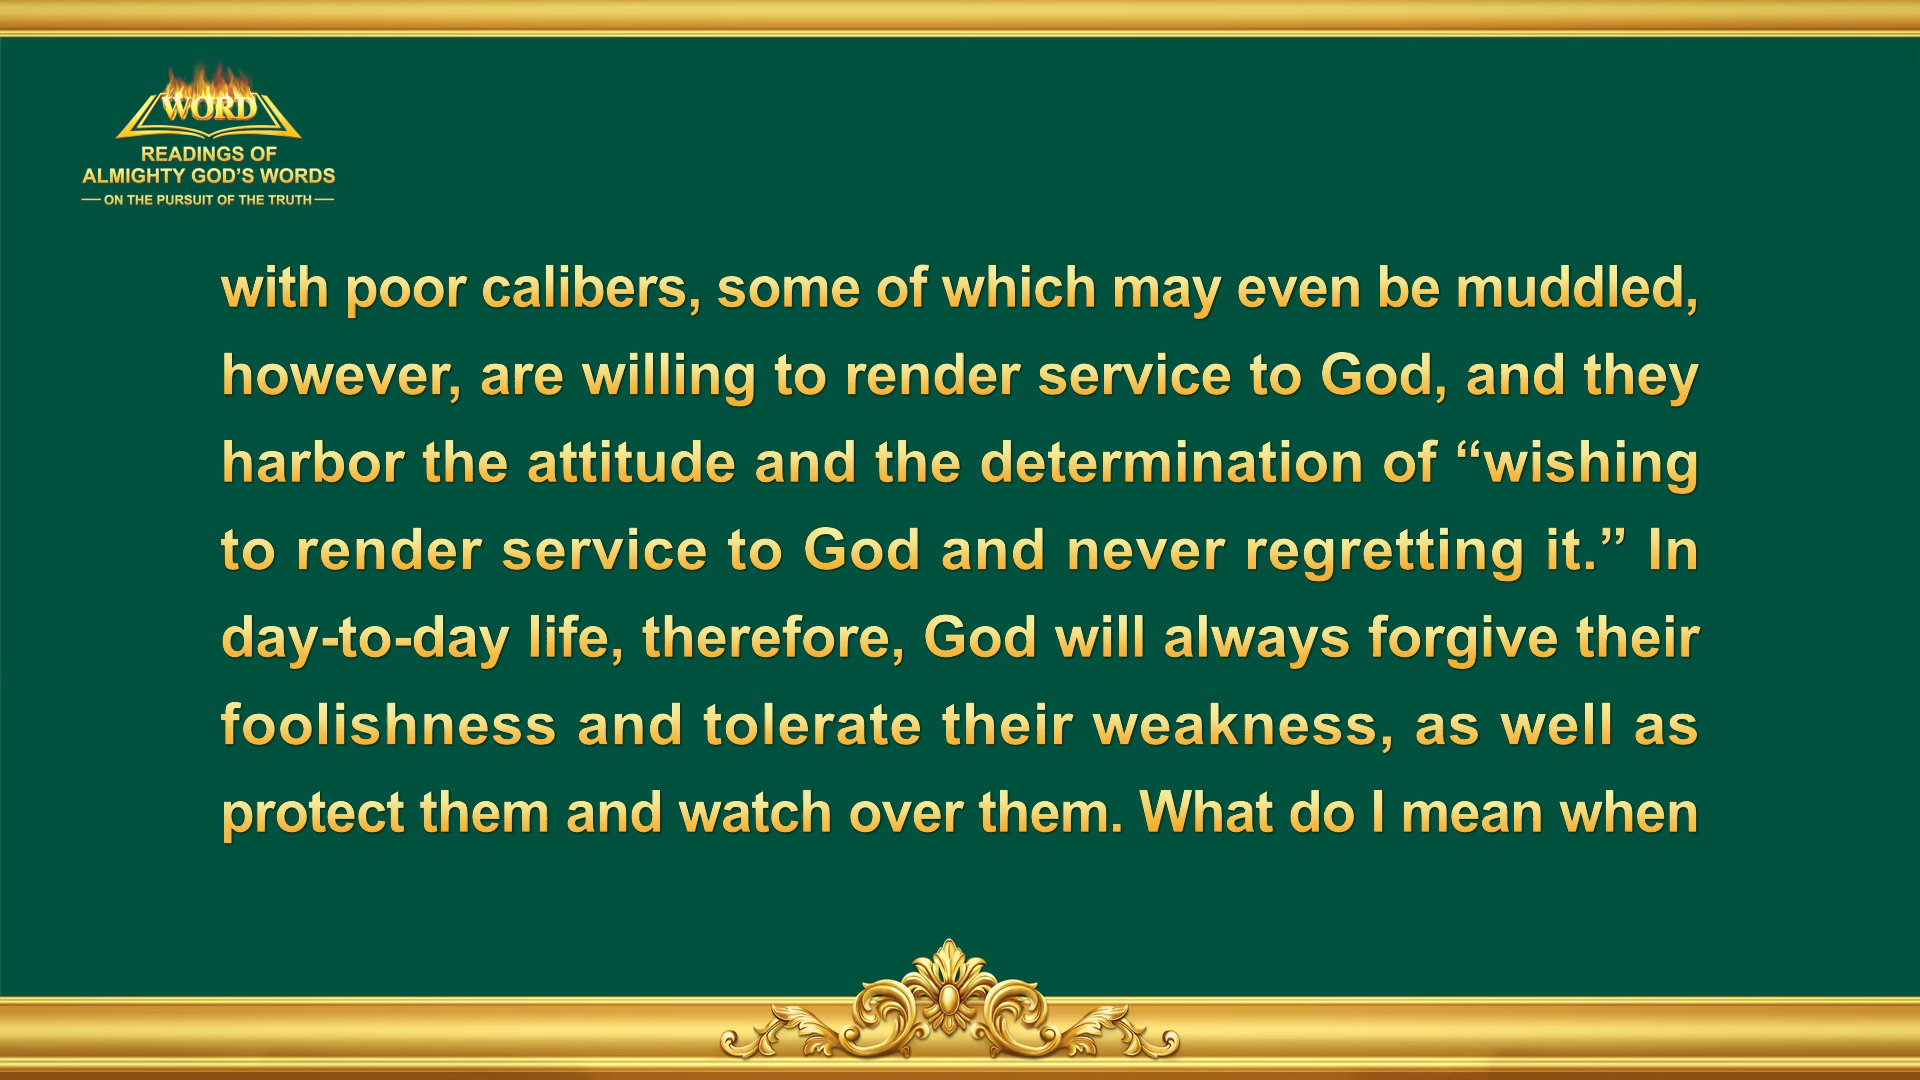 WORD
READINGS OF
ALMIGHTY GOD’S WORDS
ON THE PURSUIT OF THE TRUTH
with poor calibers, some of which may even be muddled,
however, are willing to render service to God, and they
harbor the attitude and the determination of “wishing
to render service to God and never regretting it.” In
day-to-day life, therefore, God will always forgive their
foolishness and tolerate their weakness, as well as
protect them and watch over them. What do I mean when